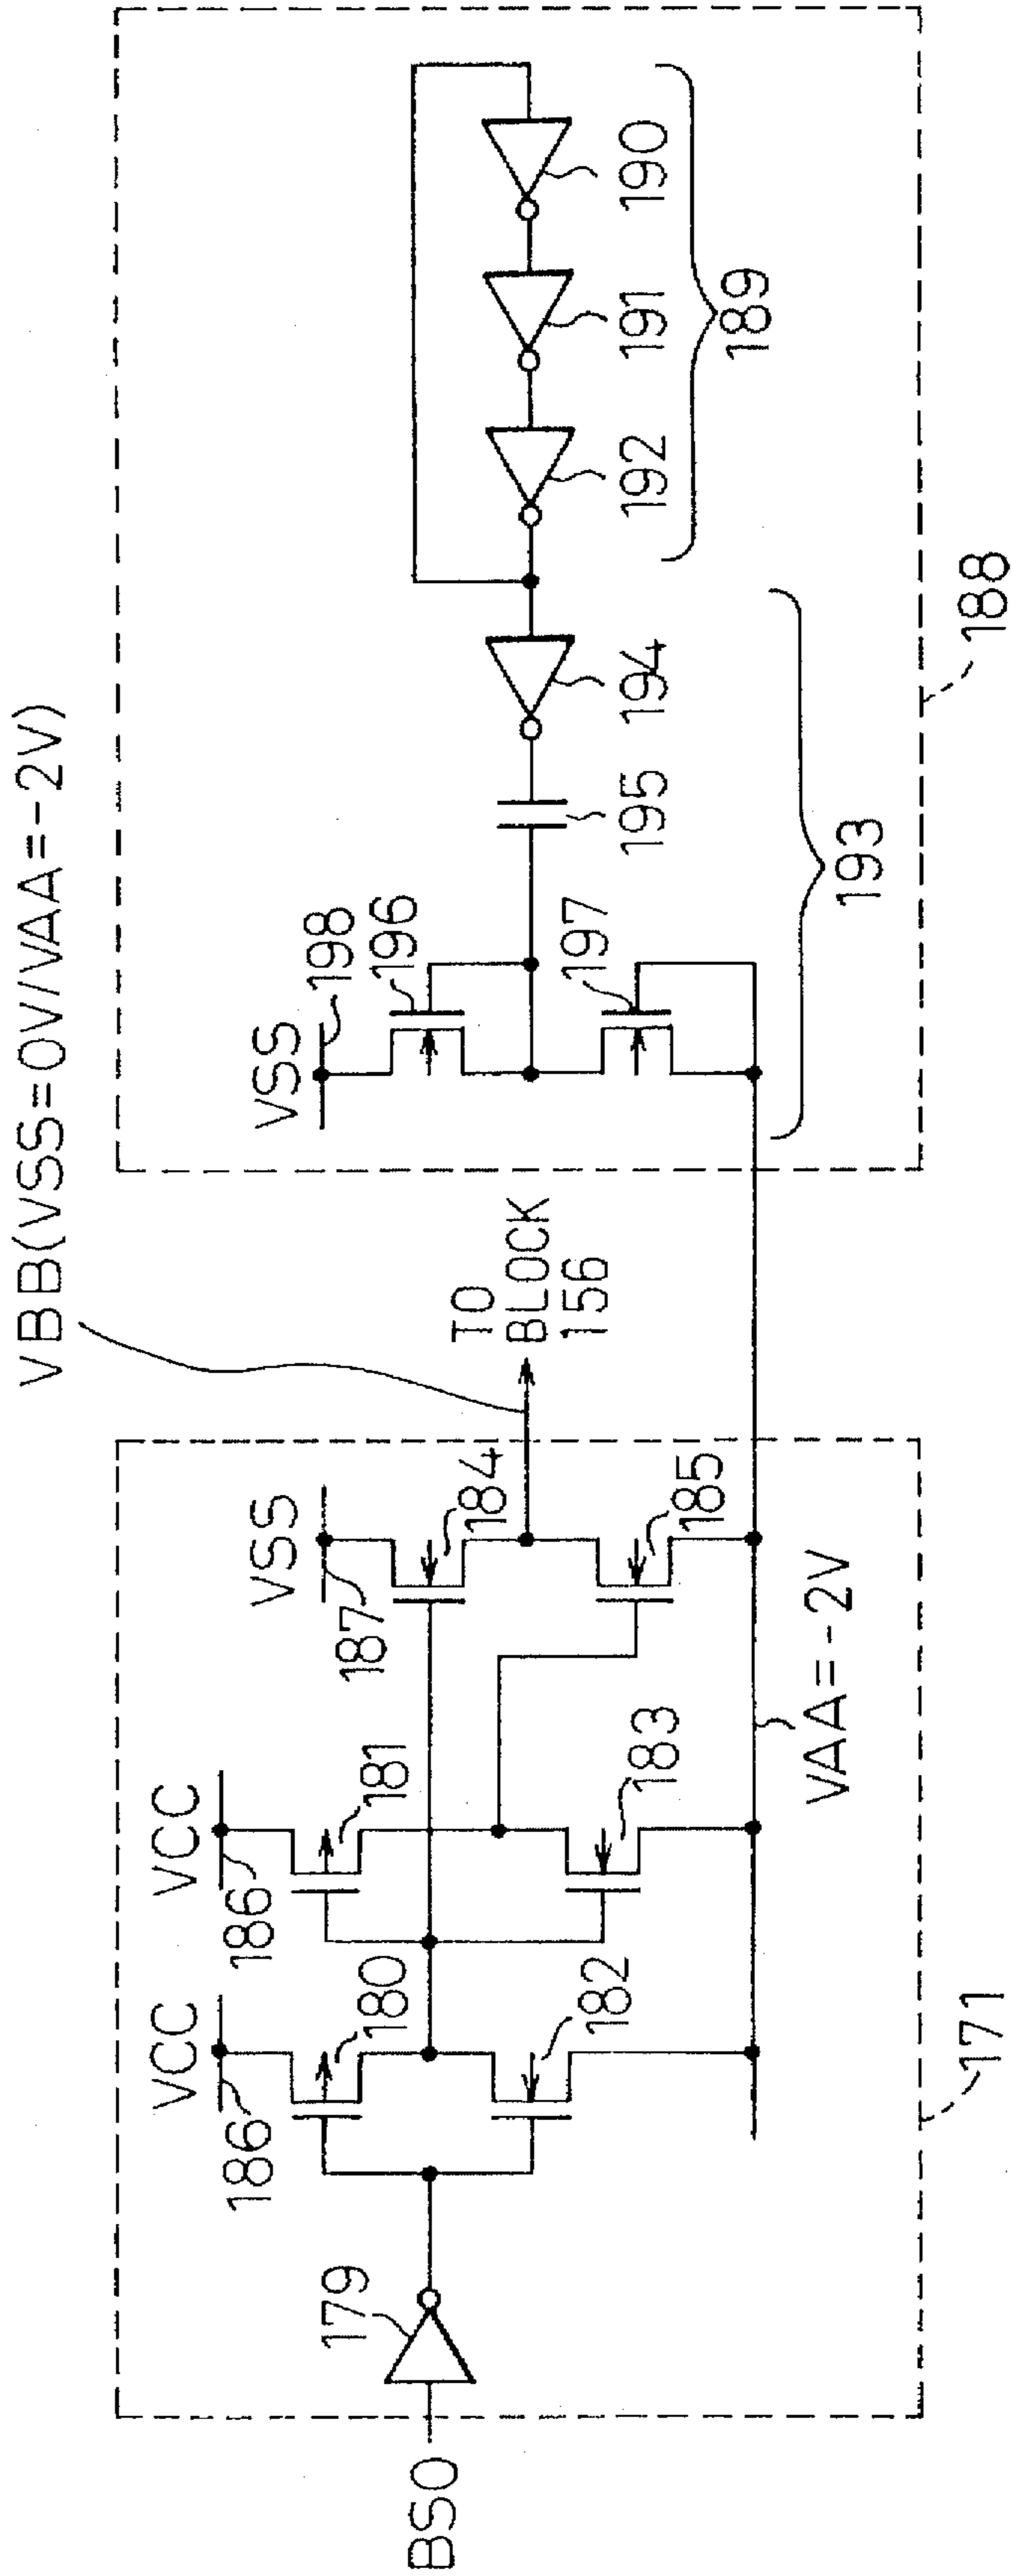 VBB(VSS=0V/VAA=-2V)
VSS
198
196
197
195
194
192
191
190
189
193
188
TO
BLOCK
156
VSS
187
184
185
VCC
186
181
183
VCC
186
180
182
179
BS0
VAA=-2V
171